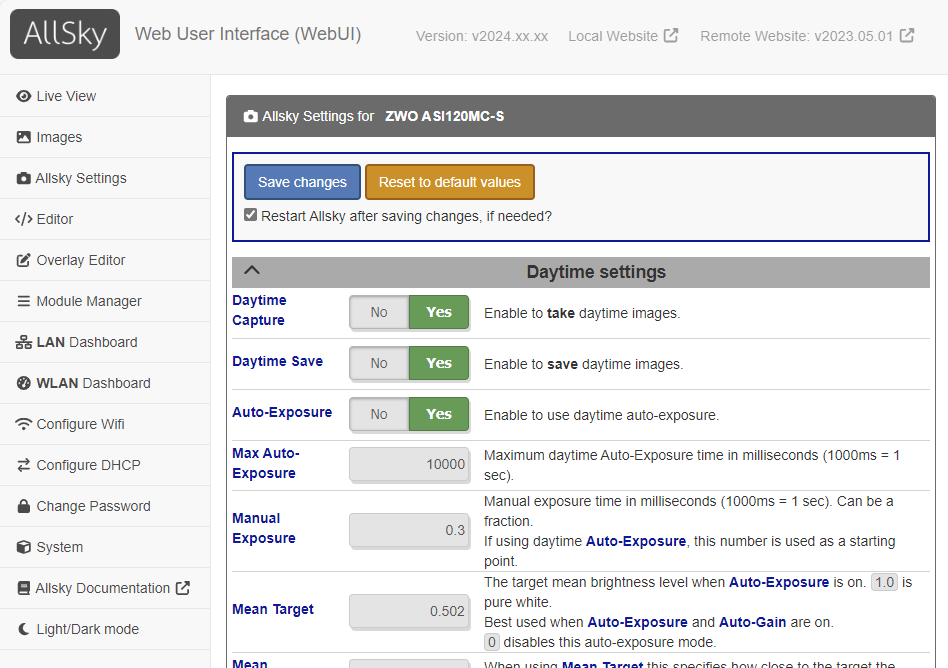 AllSky
Web User Interface (WebUI)
Version: v2024.xx.xx
Local Website
Remote Website: v2023.05.01
Live View
Images
Allsky Settings
</> Editor
Overlay Editor
Module Manager
LAN Dashboard
WLAN Dashboard
Configure Wifi
Configure DHCP
Change Password
System
Allsky Documentation
Light/Dark mode
Allsky Settings for ZWO ASI120MC-S
Save changes
Reset to default values
Restart Allsky after saving changes, if needed?
Daytime settings
Daytime
Capture
No
Yes
Enable to take daytime images.
Daytime Save
No
Yes
Enable to save daytime images.
Auto-Exposure
No
Yes
Enable to use daytime auto-exposure.
Max Auto-
Exposure
10000
Maximum daytime Auto-Exposure time in milliseconds (1000ms = 1
sec).
Manual
Exposure
0.3
Manual exposure time in milliseconds (1000ms = 1 sec). Can be a
fraction.
If using daytime Auto-Exposure, this number is used as a starting
point.
Mean Target
0.502
The target mean brightness level when Auto-Exposure is on. 1.0 is
pure white.
Best used when Auto-Exposure and Auto-Gain are on.
0 disables this auto-exposure mode.
Mean
When using Mean Target this specifies how close to the target the